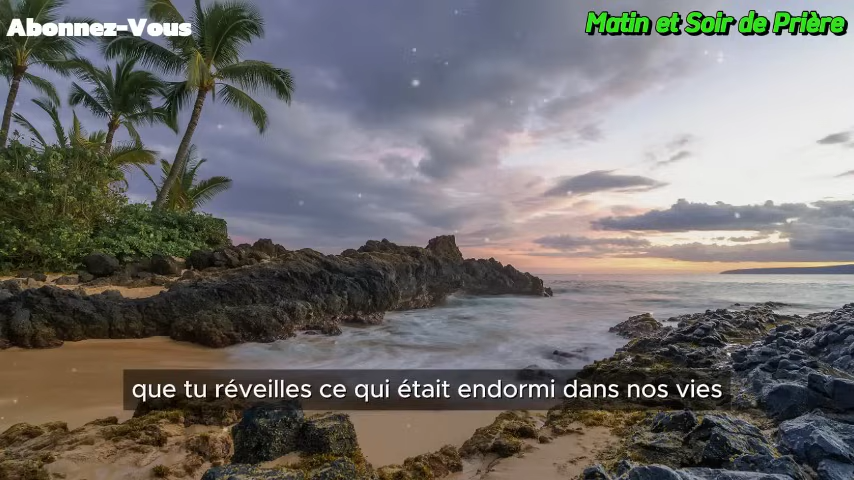 Abonnez-Vous
Matin et Soir de Prière
que tu réveilles ce qui était endormi dans nos vies